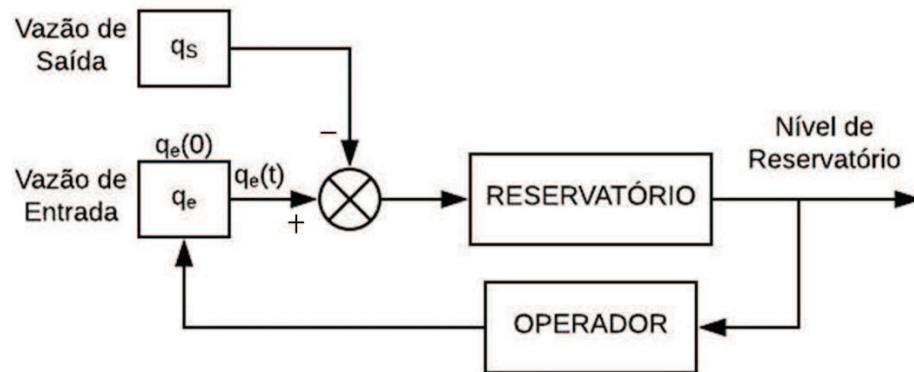 Vazão de
Saída
qS
Nível de
Reservatório
qe(0)
qe(t)
Vazão de
Entrada
qe
−
+
RESERVATÓRIO
OPERADOR